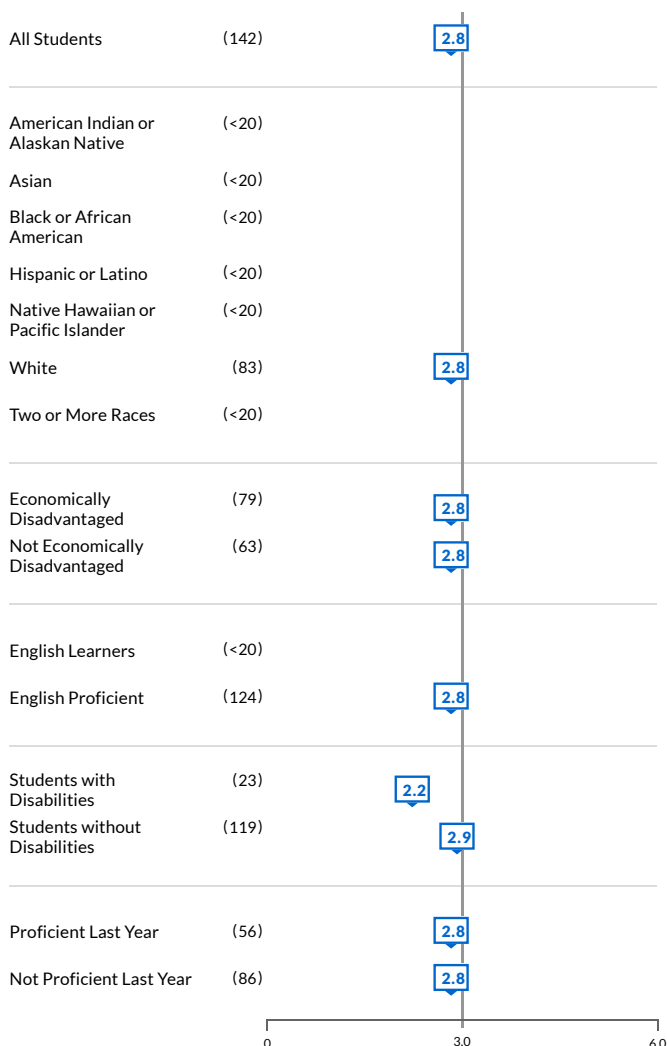 All Students (142) 2.8
American Indian or (<20)
Alaskan Native
Asian (<20)
Black or African (<20)
American
Hispanic or Latino (<20)
Native Hawaiian or (<20)
Pacific Islander
White (83) 2.8
Two or More Races (<20)
Economically (79) 2.8
Disadvantaged
Not Economically (63) 2.8
Disadvantaged
English Learners (<20)
English Proficient (124) 2.8
Students with (23) 2.2
Disabilities
Students without (119) 2.9
Disabilities
Proficient Last Year (56) 2.8
Not Proficient Last Year (86) 2.8
0 3.0 6.0